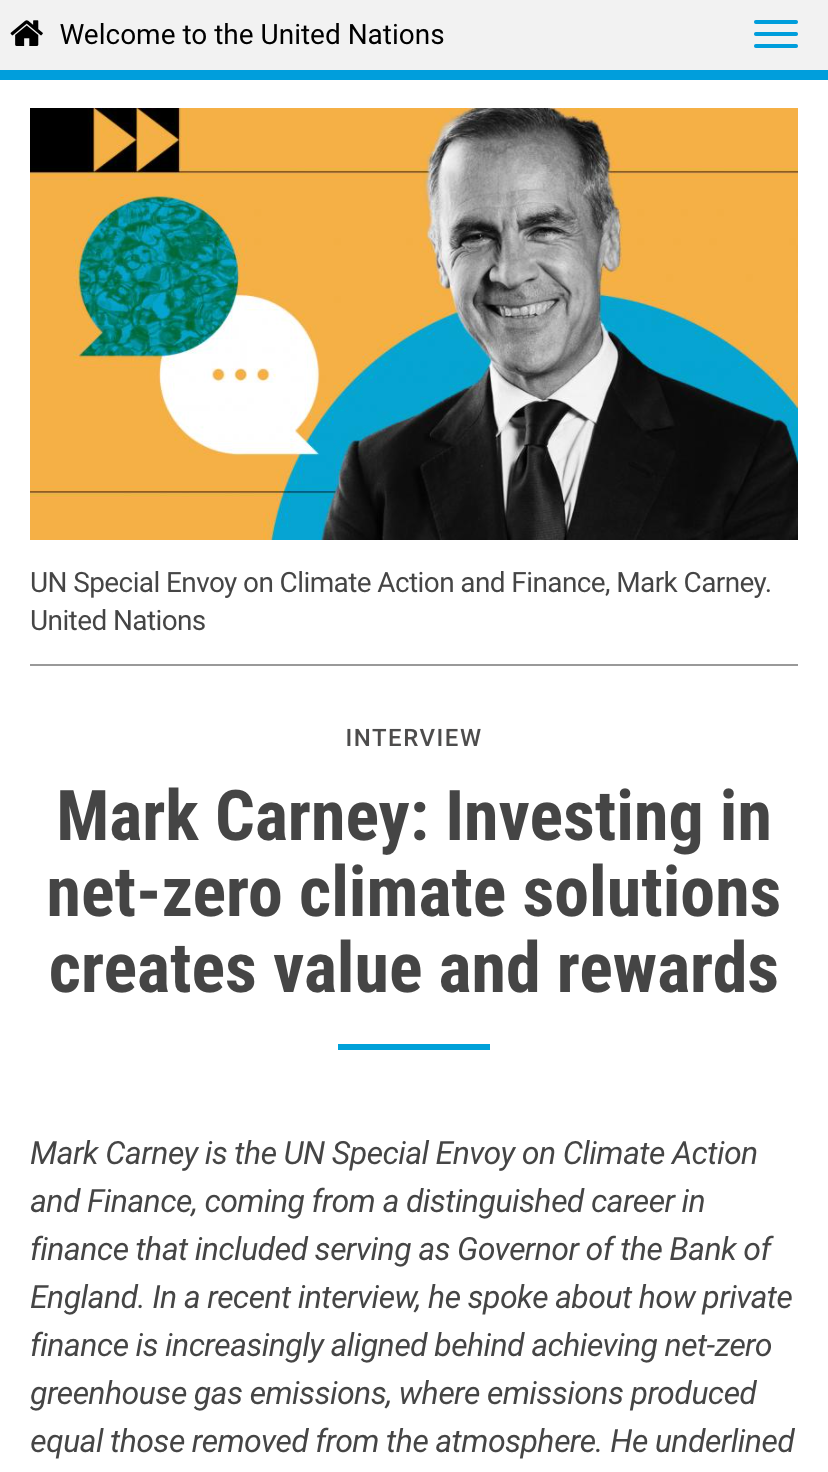 Welcome to the United Nations
UN Special Envoy on Climate Action and Finance, Mark Carney.
United Nations
INTERVIEW
Mark Carney: Investing in
net-zero climate solutions
creates value and rewards
Mark Carney is the UN Special Envoy on Climate Action
and Finance, coming from a distinguished career in
finance that included serving as Governor of the Bank of
England. In a recent interview, he spoke about how private
finance is increasingly aligned behind achieving net-zero
greenhouse gas emissions, where emissions produced
equal those removed from the atmosphere. He underlined